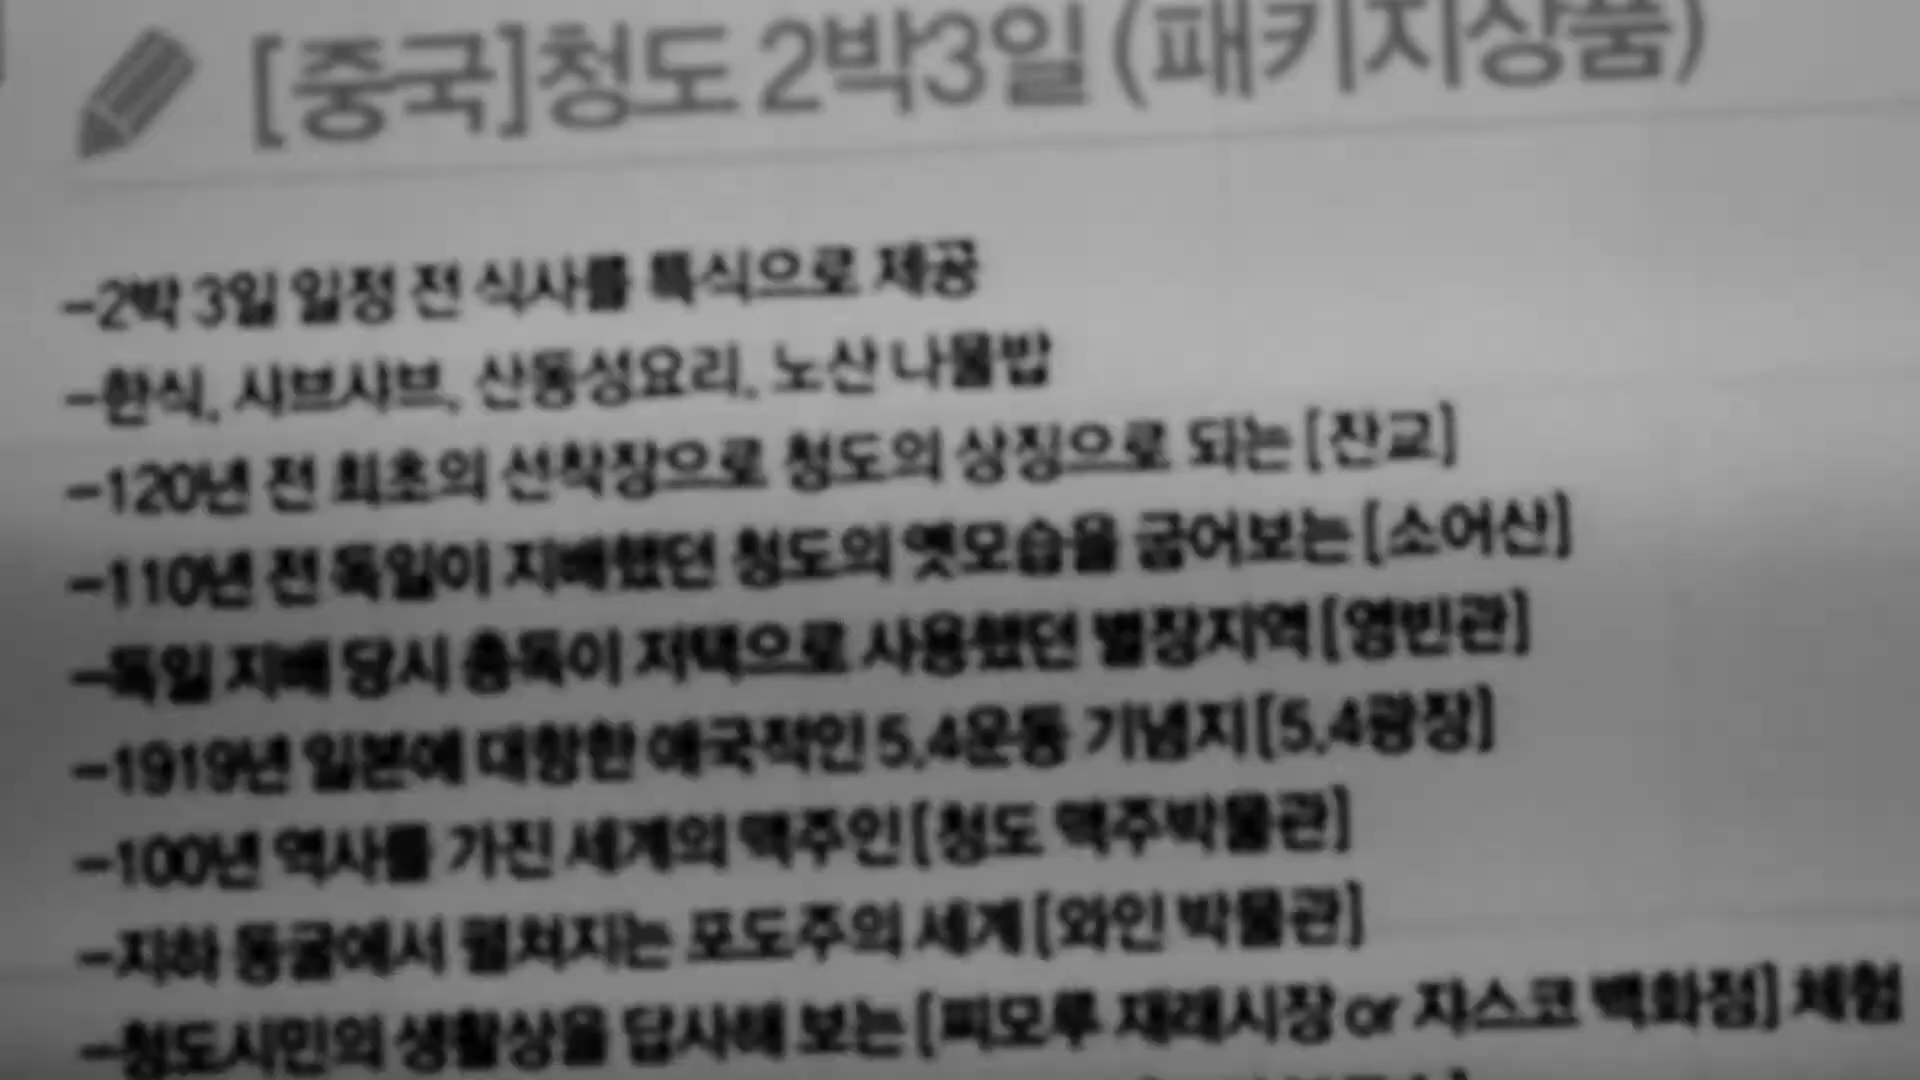 [중국]청도 2박3일 (패키지상품)
-2박 3일 일정 전 식사를 특식으로 제공
-한식, 샤브샤브, 산동성요리, 노산 나물밥
-120년 전 최초의 선착장으로 청도의 상징으로 되는 [잔교]
-110년 전 독일이 지배했던 청도의 옛모습을 굽어보는 [소어산]
-독일 지배 당시 총독이 저택으로 사용했던 별장지역 [영빈관]
-1919년 일본에 대항한 애국적인 5.4운동 기념지 [5.4광장]
-100년 역사를 가진 세계의 맥주인 [청도 맥주박물관]
-지하 동굴에서 펼쳐지는 포도주의 세계 [와인 박물관]
-청도시민의 생활상을 답사해 보는 [찌모루 재래시장 or 쟈스코 백화점] 체험